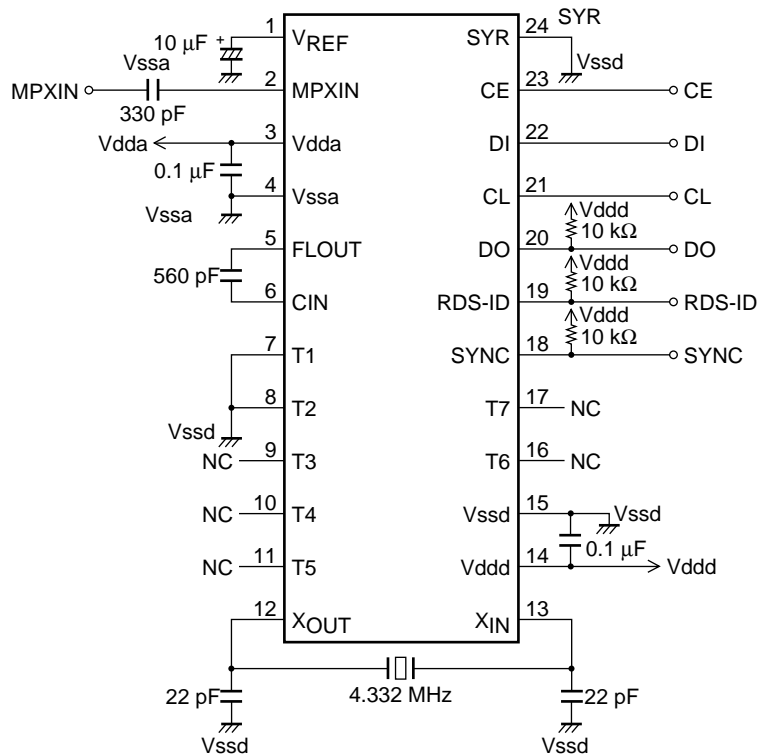 SYR
1 24
10 μF + VREF SYR
Vssa Vssd
2 23
MPXIN MPXIN CE CE
330 pF
3 22
Vdda Vdda DI DI
0.1 μF
4 21
Vssa Vssa CL CL
Vddd
10 kΩ
5 20
FLOUT DO DO
Vddd
560 pF 10 kΩ
6 19
CIN RDS-ID RDS-ID
Vddd
10 kΩ
7 18
T1 SYNC SYNC
8 17
T2 T7 NC
Vssd
9 16
NC T3 T6 NC
10 15
NC T4 Vssd Vssd
0.1 μF
11 14
NC T5 Vddd Vddd
12 13
XOUT XIN
22 pF 4.332 MHz 22 pF
Vssd Vssd